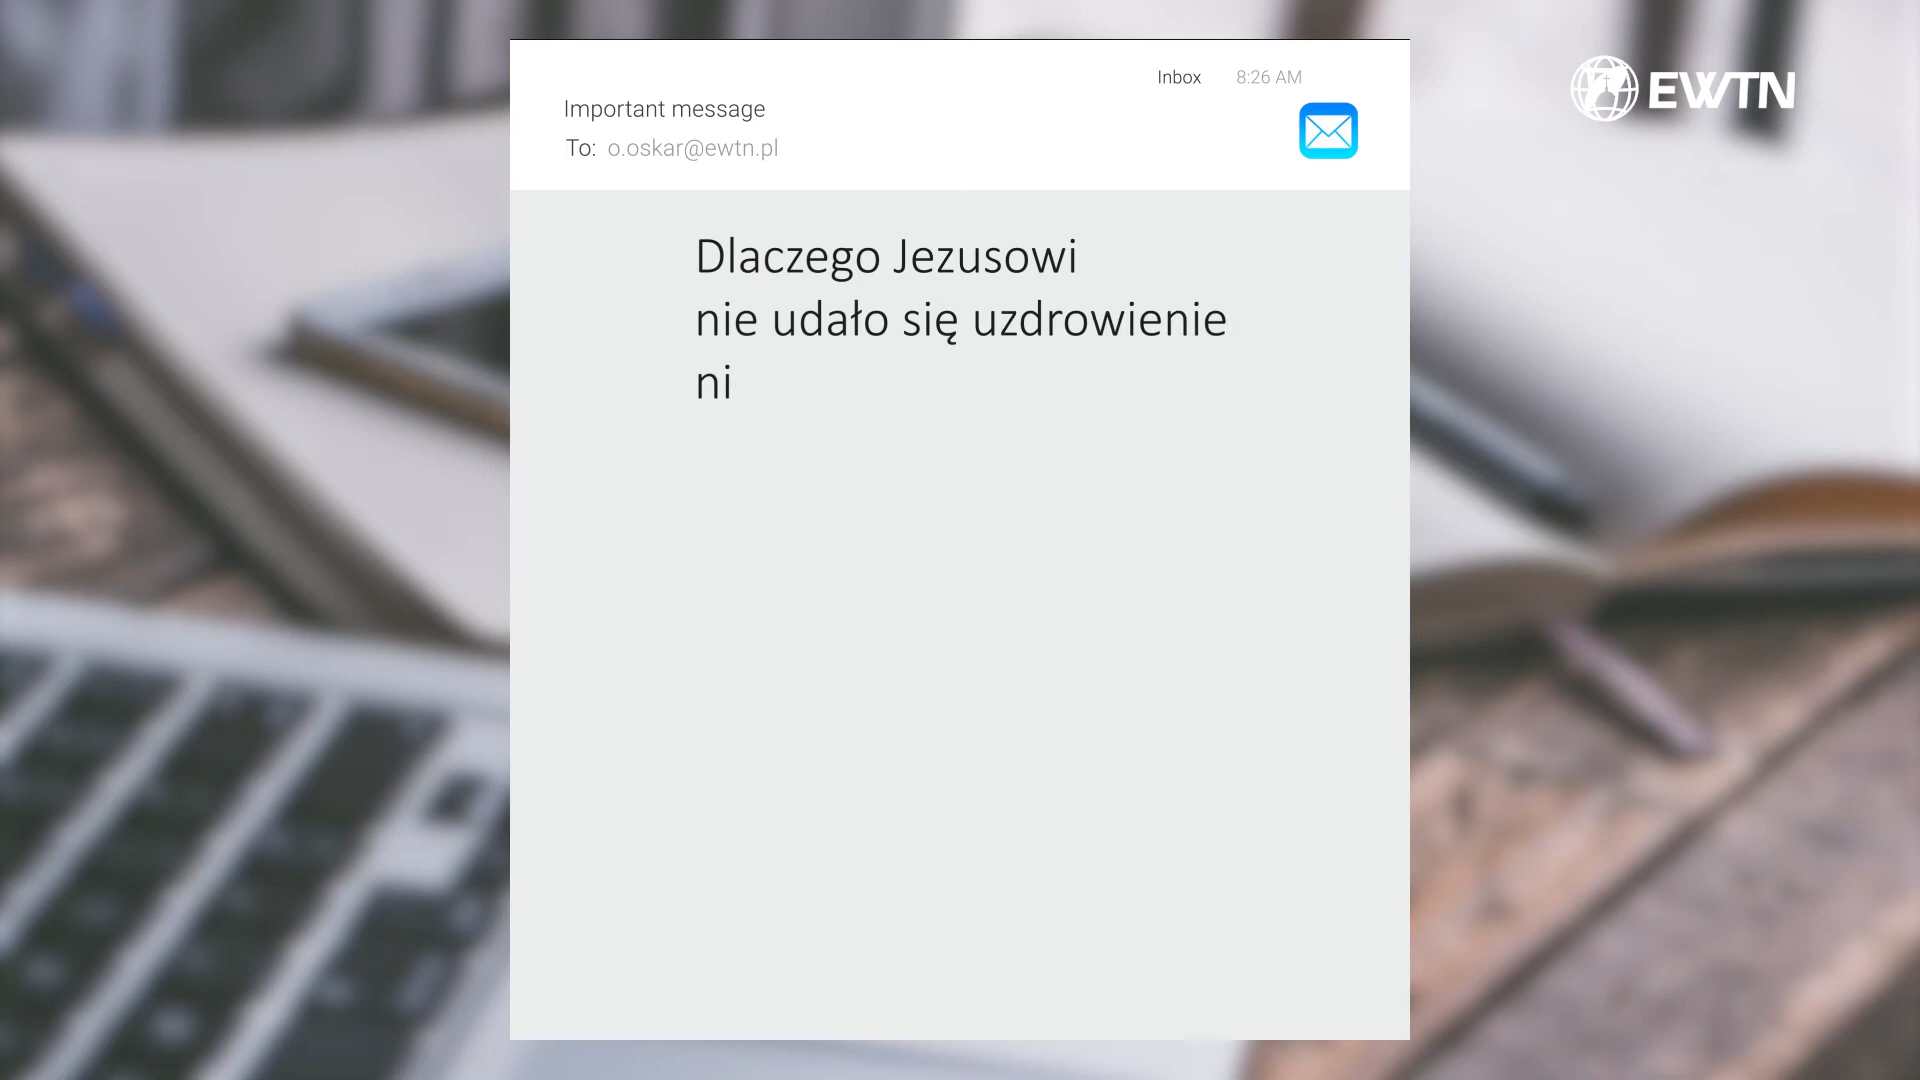 Inbox 8:26 AM
EWTN
Important message
To: o.oskar@ewtn.pl
Dlaczego Jezusowi
nie udało się uzdrowienie
ni